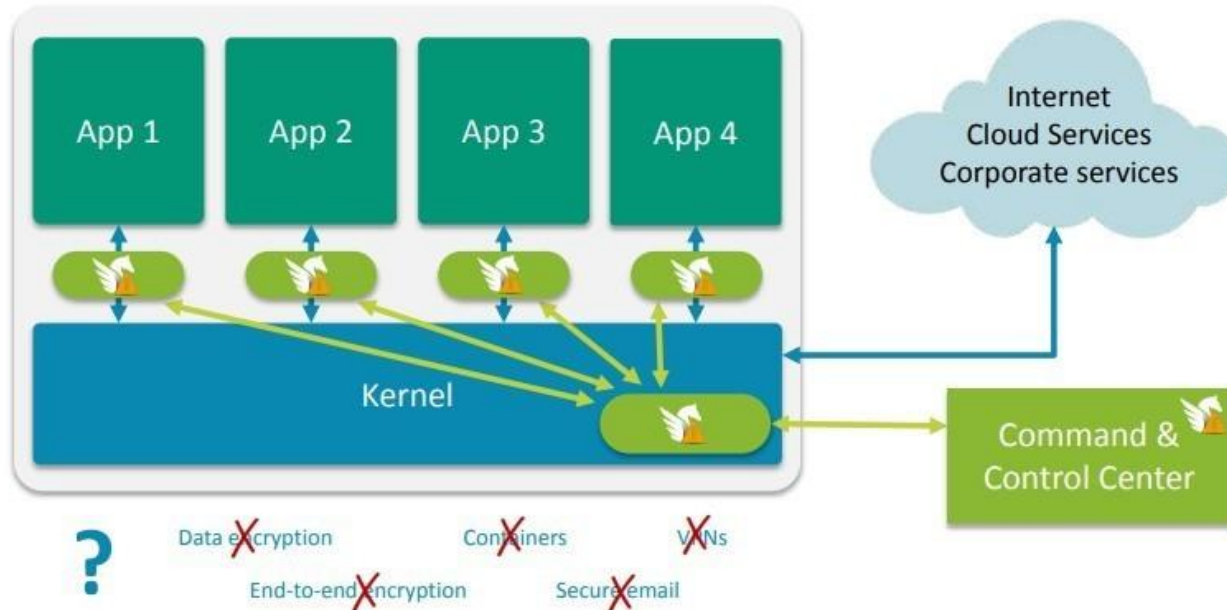 App 1
App 2
App 3
App 4
Internet
Cloud Services
Corporate services
Kernel
Command &
Control Center
?
Data encryption
Containers
VPNs
End-to-end encryption
Secure email